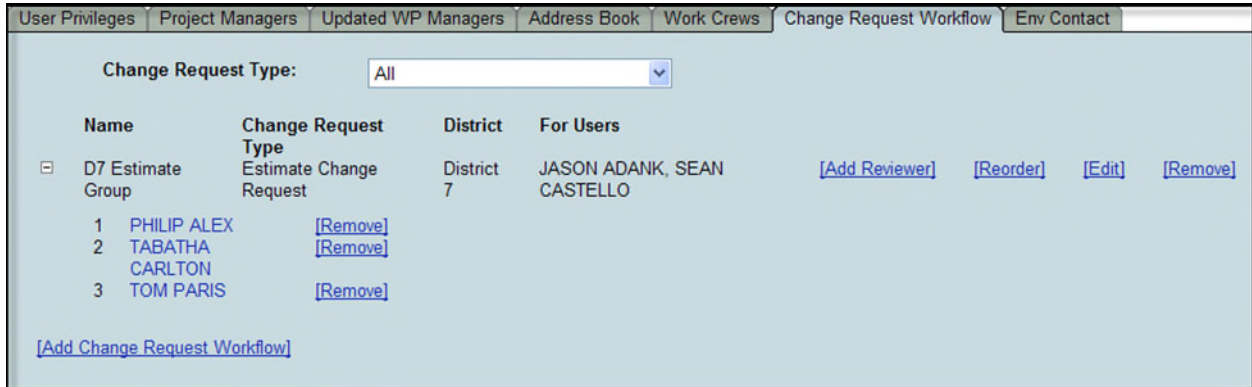 User Privileges Project Managers Updated WP Managers Address Book Work Crews Change Request Workflow Env Contact
Change Request Type: All
Name Change Request Type District For Users
D7 Estimate Group Estimate Change Request District 7 JASON ADANK, SEAN CASTELLO [Add Reviewer] [Reorder] [Edit] [Remove]
1 PHILIP ALEX [Remove]
2 TABATHA CARLTON [Remove]
3 TOM PARIS [Remove]
[Add Change Request Workflow]